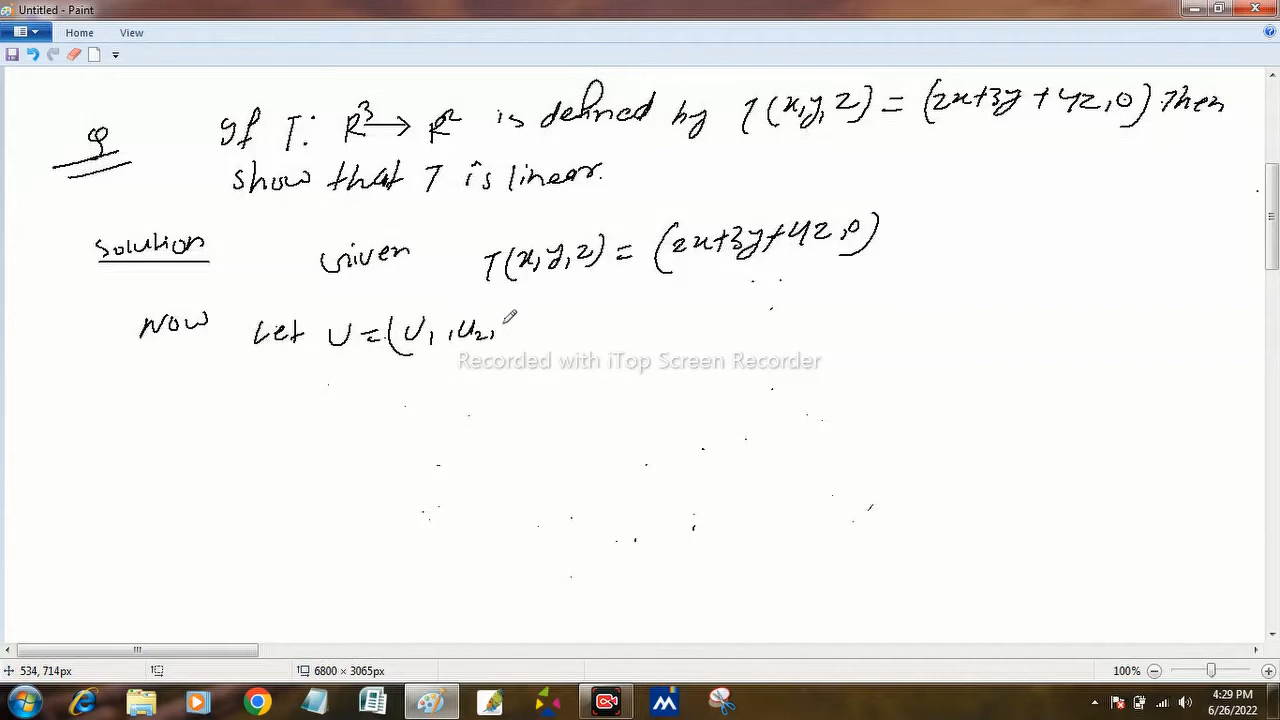 Untitled - Paint
Home View
Q If T: R³ → R² is defined by T(x,y,z) = (2x+3y+4z,0) Then
show that T is linear.
Solution Given T(x,y,z) = (2x+3y+4z,0)
Now Let U = (U₁,U₂,
Recorded with iTop Screen Recorder
534, 714px 6800 × 3065px 100%
4:29 PM
6/26/2022